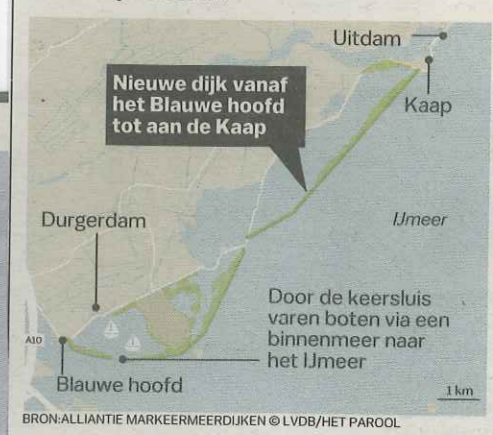 Uitdam
Nieuwe dijk vanaf
het Blauwe hoofd
tot aan de Kaap
Kaap
Durgerdam
IJmeer
Door de keersluis
varen boten via een
binnenmeer naar
het IJmeer
A10
Blauwe hoofd
1 km
BRON:ALLIANTIE MARKEERMEERDIJKEN © LVDB/HET PAROOL